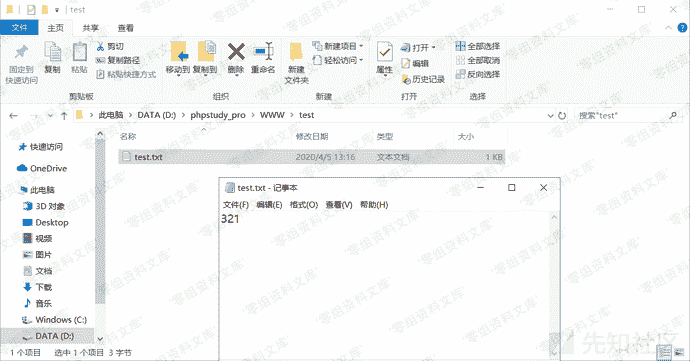 test
文件 主页 共享 查看
固定到快速访问 复制 粘贴 剪切 复制路径 粘贴快捷方式 移动到 复制到 删除 重命名 新建文件夹 新建项目 轻松访问 属性 打开 编辑 历史记录 全部选择 全部取消 反向选择
剪贴板 组织 新建 打开 选择
此电脑 DATA (D:) phpstudy_pro WWW test 搜索"test"
名称 修改日期 类型 大小
快速访问
test.txt 2020/4/5 13:16 文本文档 1 KB
OneDrive
此电脑
test.txt - 记事本
3D 对象
文件(F) 编辑(E) 格式(O) 查看(V) 帮助(H)
Desktop
321
视频
图片
文档
下载
音乐
Windows (C:)
DATA (D:)
1 个项目 选中 1 个项目 3 字节
零组资料文库
先知社区